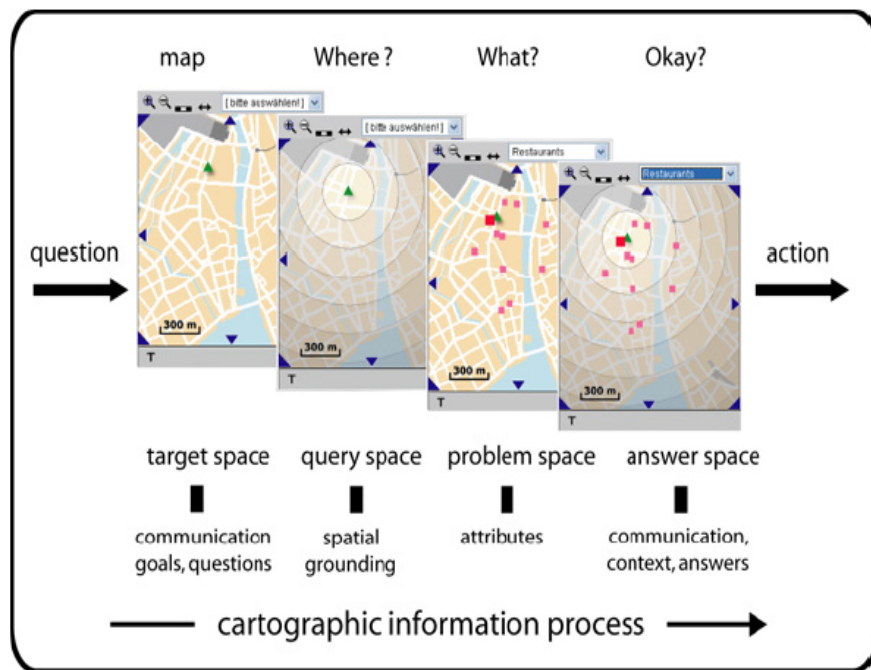 map Where? What? Okay?
[bitte auswählen!]
[bitte auswählen!]
Restaurants
Restaurants
question
action
300 m
300 m
300 m
300 m
T
T
T
T
target space query space problem space answer space
communication spatial attributes communication,
goals, questions grounding context, answers
cartographic information process